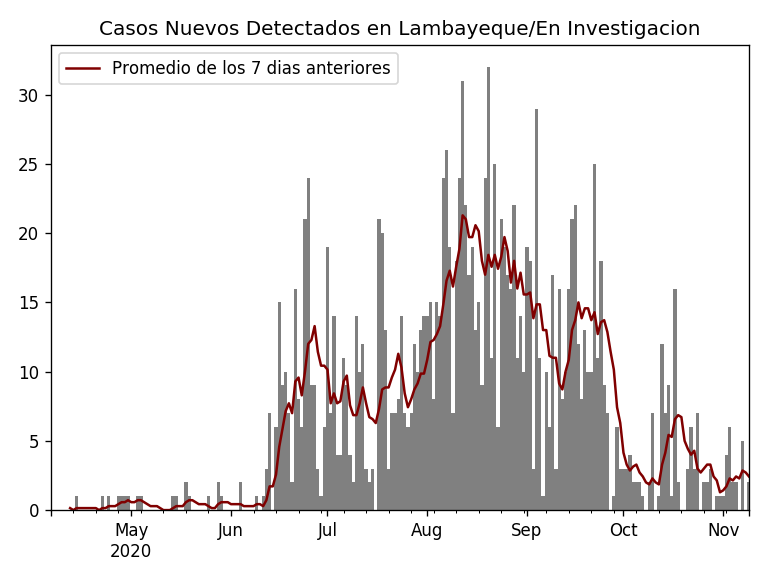 Casos Nuevos Detectados en Lambayeque/En Investigacion
Promedio de los 7 dias anteriores
30
25
20
15
10
5
0
May Jun Jul Aug Sep Oct Nov
2020